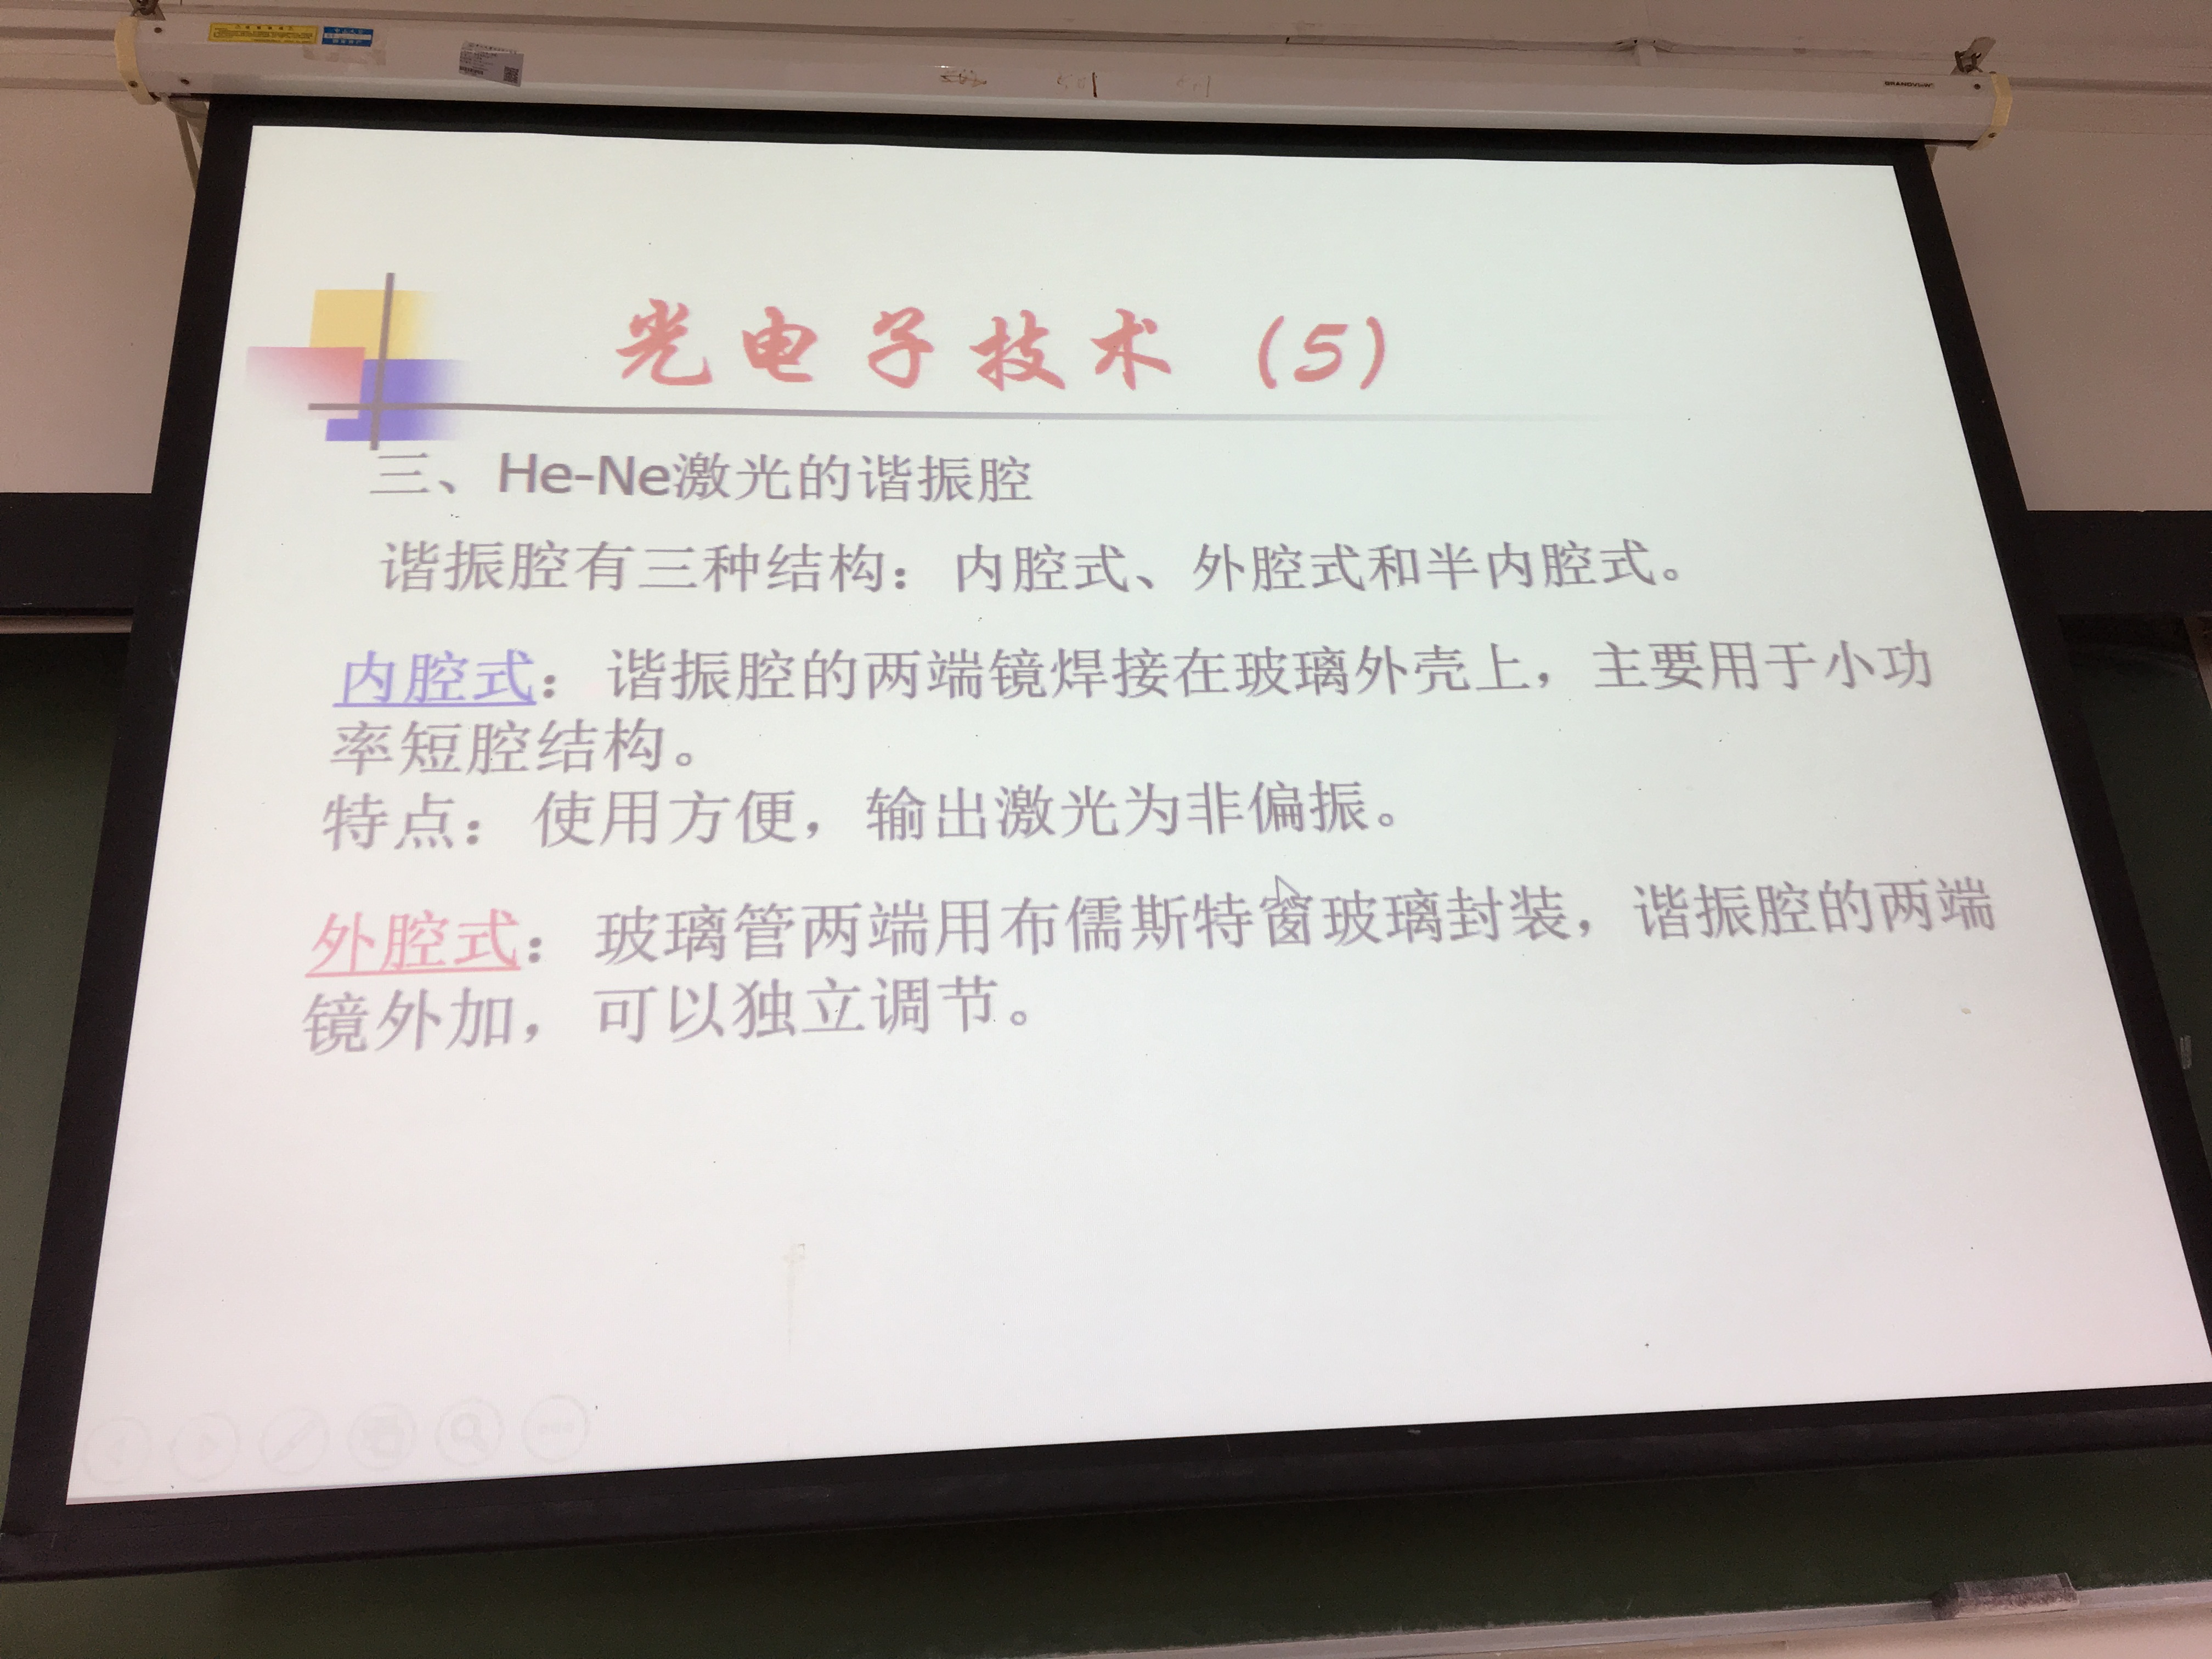 GRANDVIEW
光电子技术（5）
三、He-Ne激光的谐振腔
谐振腔有三种结构：内腔式、外腔式和半内腔式。
内腔式：谐振腔的两端镜焊接在玻璃外壳上，主要用于小功
率短腔结构。
特点：使用方便，输出激光为非偏振。
外腔式：玻璃管两端用布儒斯特窗玻璃封装，谐振腔的两端
镜外加，可以独立调节。